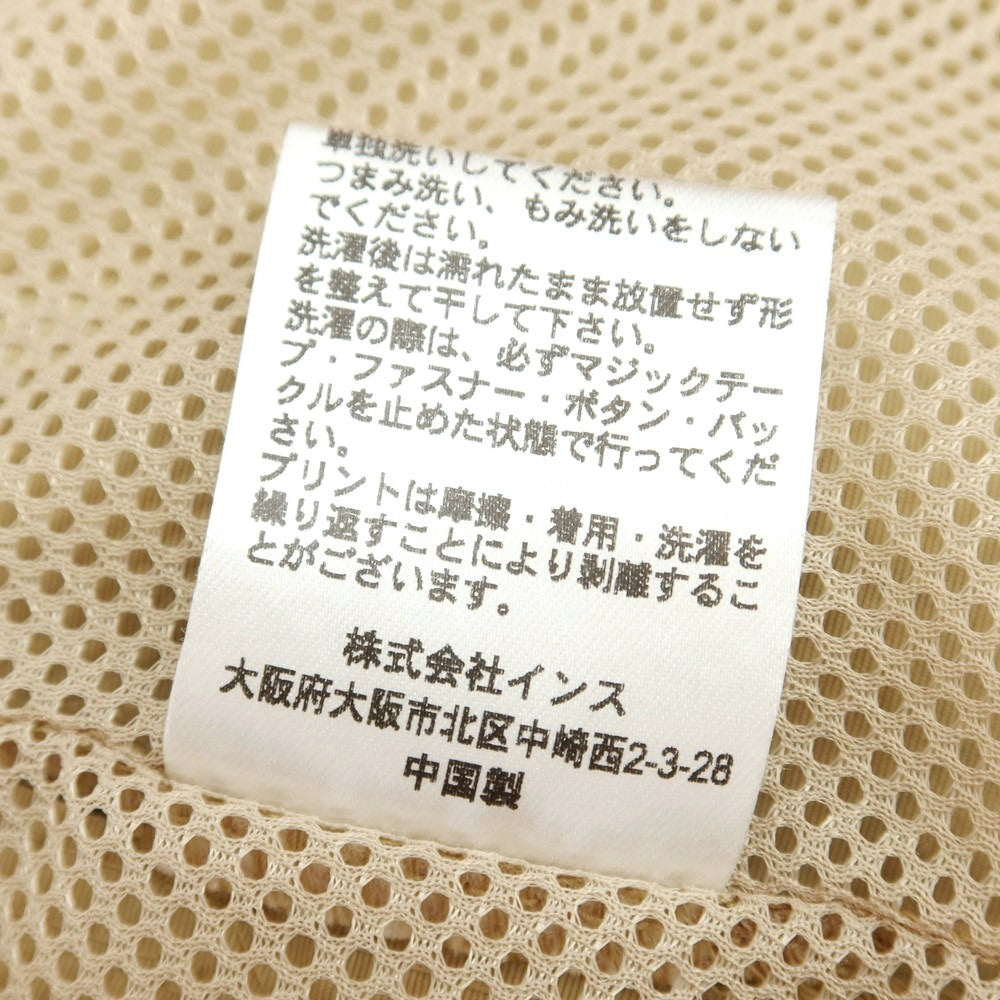 単独洗いしてください。
つまみ洗い、もみ洗いをしない
でください。
洗濯後は濡れたまま放置せず形
を整えて干して下さい。
洗濯の際は、必ずマジックテー
プ・ファスナー・ボタン・バッ
クルを止めた状態で行ってくだ
さい。
プリントは摩擦・着用・洗濯を
繰り返すことにより剥離するこ
とがございます。
株式会社インス
大阪府大阪市北区中崎西2-3-28
中国製